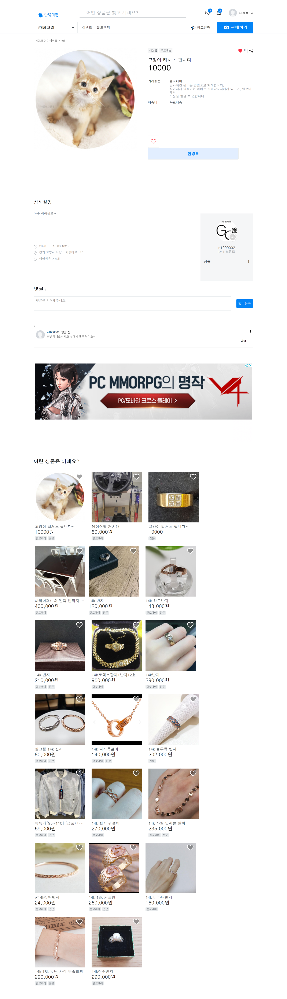 안녕마켓
어떤 상품을 찾고 계세요?
4
3
n1000001님
카테고리
이벤트
헬프센터
광고센터
판매하기
HOME > 여성의류 > null
새상품 무료배송
0
고양이 티셔츠 팝니다~
10000
거래방법
헬로페이
당사자간 원하는 방법으로 거래합니다.
직거래시 발생하는 피해는 거래당사자에게 있으며, 헬로마
켓의
도움을 받을 수 없습니다.
배송비
무료배송
안녕톡
상세설명
아주 귀여워요~
GOLD JEWELRY
GJ
n1000002
Lv 1 브론즈
상품 1
2020-05-18 03:18:19.0
경기 고양시 덕양구 가양대로 110
여성의류 > null
댓글 1
댓글을 입력해주세요.
댓글등록
n1000001 방금 전
안녕하세요~ 사고 싶어서 댓글 남겨요~
답글
PC MMORPG의 명작
V4
PC/모바일 크로스 플레이 >
이런 상품은 어때요?
고양이 티셔츠 팝니다~
10000원
헬로페이 전문
레이싱휠 거치대
50,000원
헬로페이
고양이 티셔츠 팝니다~
10000
전문
아리아퍼니처 엔틱 빈티지 ...
400,000원
헬로페이
14k 반지
120,000원
헬로페이 전문
14k 하트반지
143,000원
헬로페이 전문
14k 반지
210,000원
헬로페이 전문
14K로렉스팔찌+반지12호
950,000원
헬로페이
14k반지
290,000원
헬로페이 전문
필그림 14k 반지
80,000원
헬로페이 전문
14k 나사목걸이
140,000원
헬로페이 전문
14k 블루큐 반지
202,000원
전문
특특가[95~110] (정품) 디...
59,000원
헬로페이 전문
14k 반지 귀걸이
270,000원
헬로페이
14k 샤엘 민써클 팔찌
235,000원
헬로페이 전문
✓14k컷팅반지
24,000원
헬로페이 전문
14k 18k 커플링
250,000원
헬로페이 전문
14k 티파니반지
150,000원
헬로페이
14k 18k 컷팅 사각 두줄팔찌
290,000원
헬로페이 전문
14k진주반지
290,000원
헬로페이